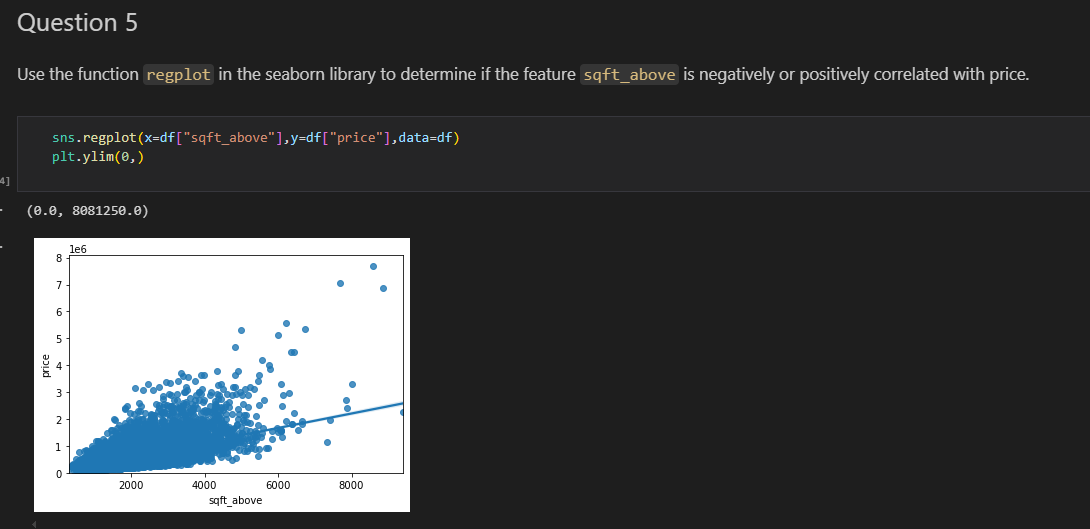 Question 5
Use the function regplot in the seaborn library to determine if the feature sqft_above is negatively or positively correlated with price.
sns.regplot(x=df["sqft_above"],y=df["price"],data=df)
plt.ylim(0,)
4]
(0.0, 8081250.0)
1e6
8
7
6
5
4
3
2
1
0
price
2000 4000 6000 8000
sqft_above